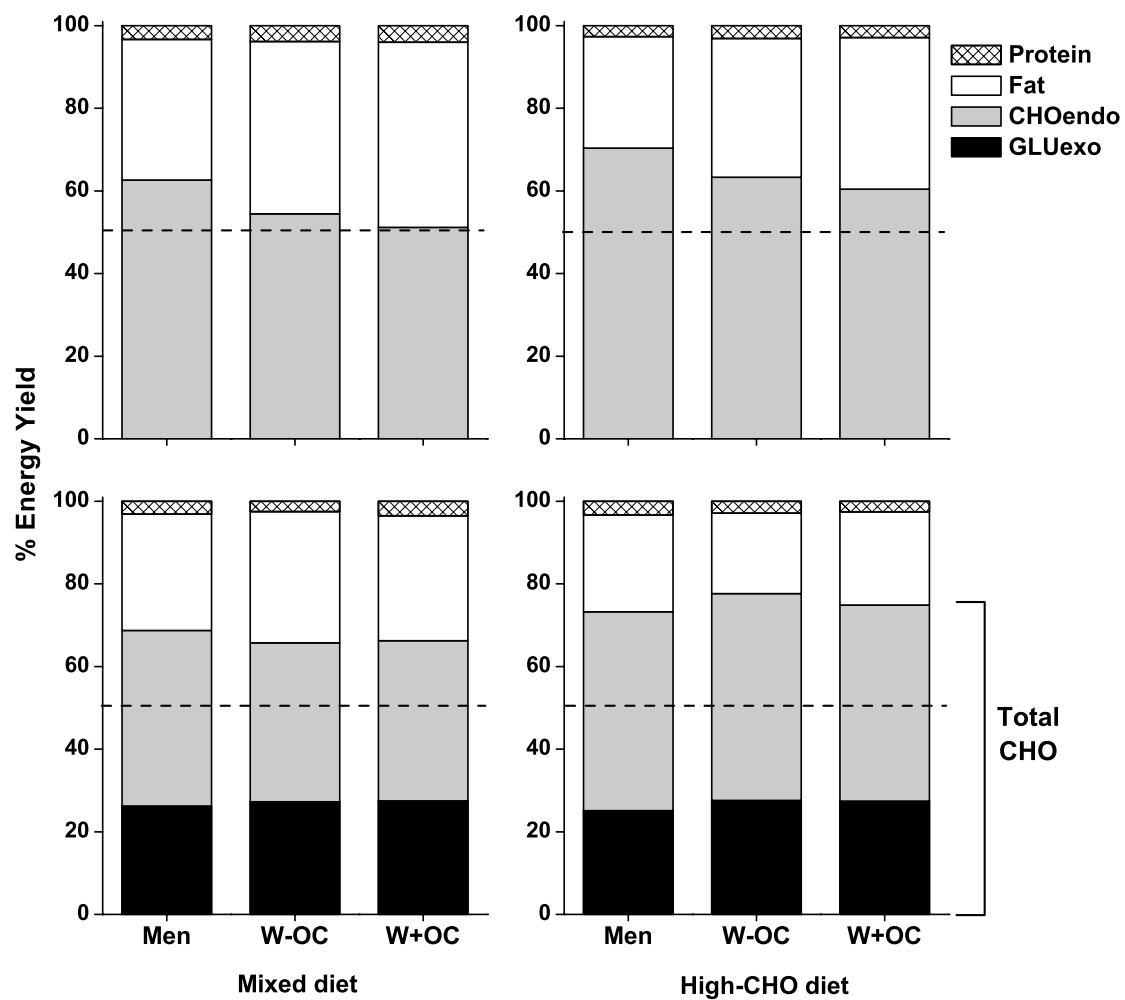 100
80
60
40
20
0
100
80
60
40
20
0
Protein
Fat
CHOendo
GLUexo
% Energy Yield
100
80
60
40
20
0
100
80
60
40
20
0
Total
CHO
Men W-OC W+OC
Men W-OC W+OC
Mixed diet
High-CHO diet